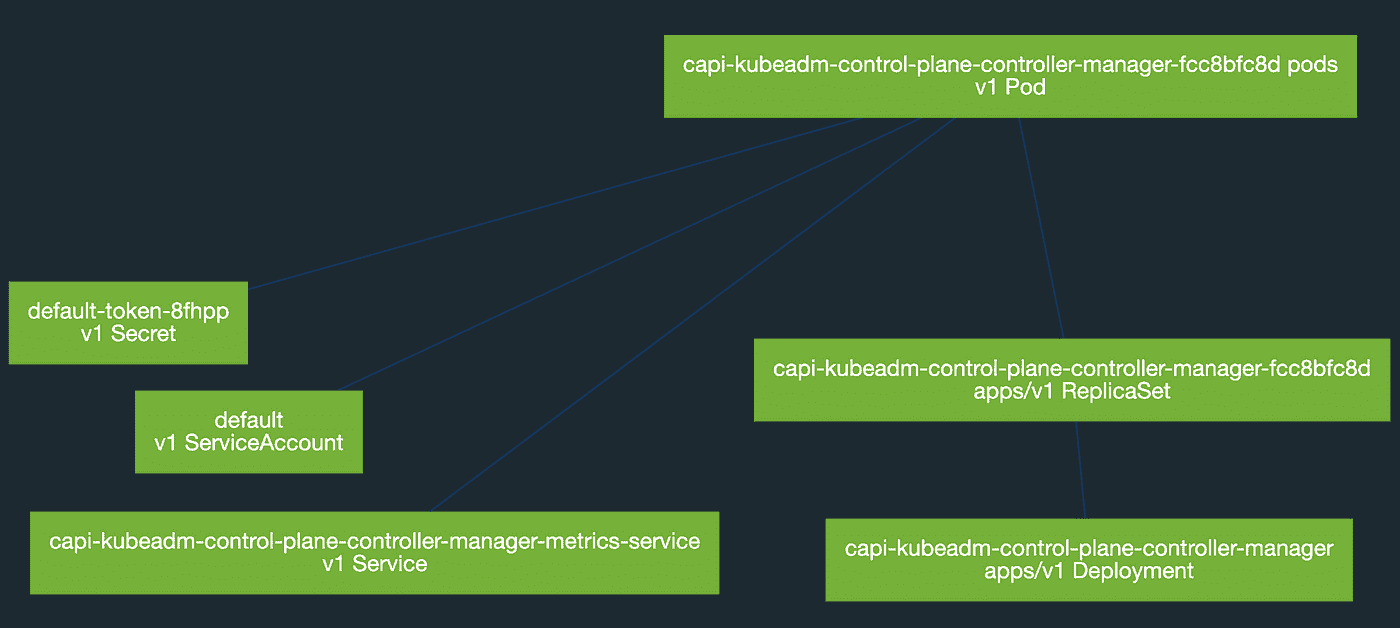 capi-kubeadm-control-plane-controller-manager-fcc8bfc8d pods
v1 Pod
default-token-8fhpp
v1 Secret
default
v1 ServiceAccount
capi-kubeadm-control-plane-controller-manager-fcc8bfc8d
apps/v1 ReplicaSet
capi-kubeadm-control-plane-controller-manager-metrics-service
v1 Service
capi-kubeadm-control-plane-controller-manager
apps/v1 Deployment